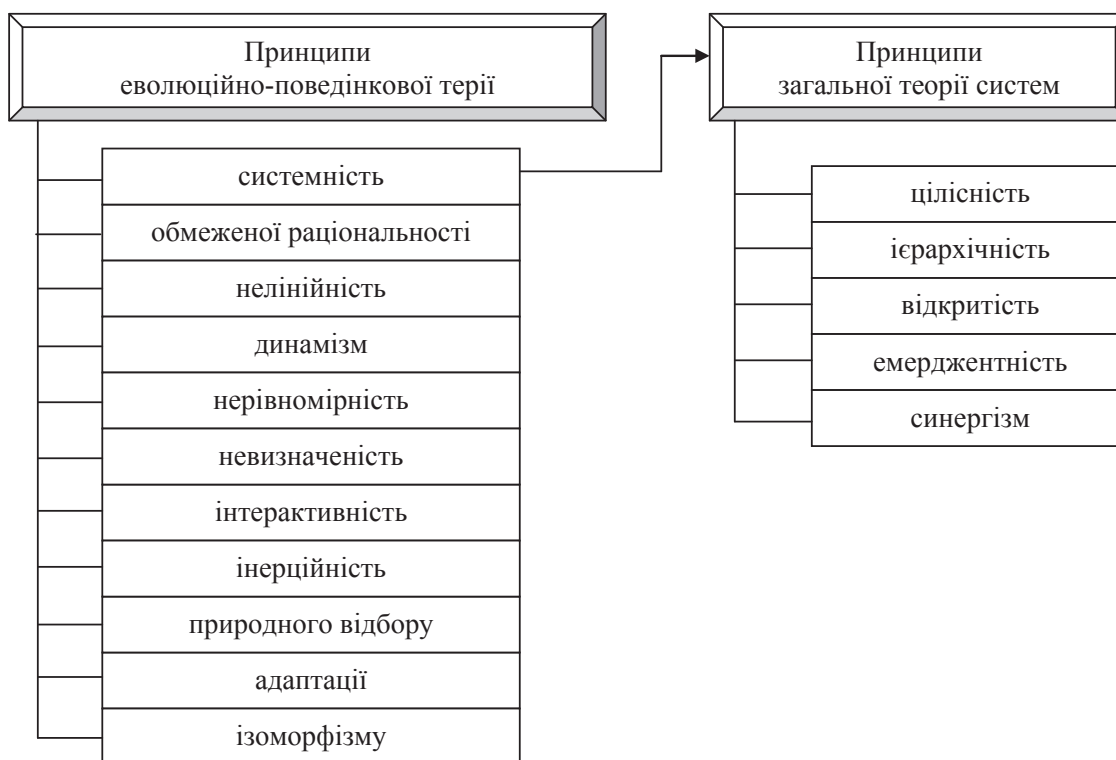 Принципи
еволюційно-поведінкової терії
системність
обмеженої раціональності
нелінійність
динамізм
нерівномірність
невизначеність
інтерактивність
інерційність
природного відбору
адаптації
ізоморфізму
Принципи
загальної теорії систем
цілісність
ієрархічність
відкритість
емерджентність
синергізм